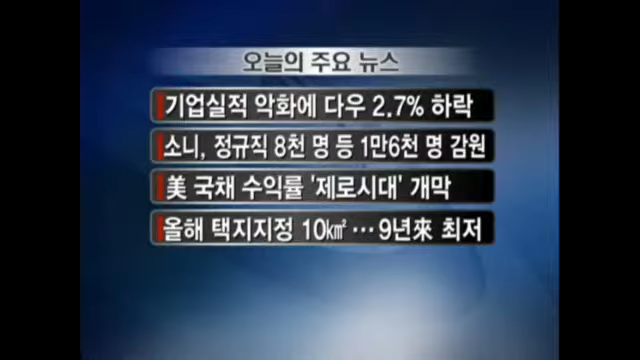 오늘의 주요 뉴스
기업실적 악화에 다우 2.7% 하락
소니, 정규직 8천 명 등 1만6천 명 감원
美 국채 수익률 '제로시대' 개막
올해 택지지정 10㎢…9년來 최저